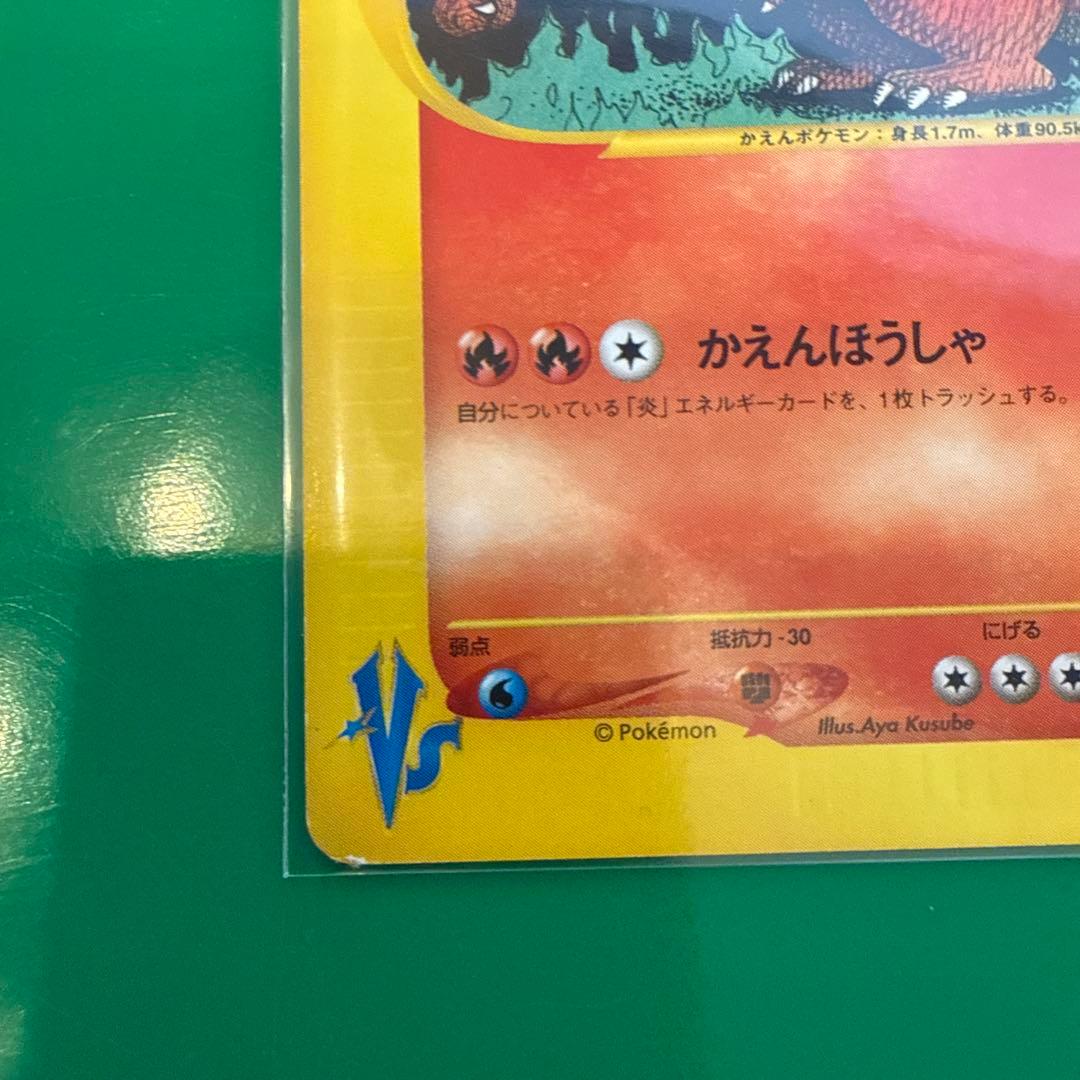 かえんポケモン：身長1.7m、体重90.5k
かえんほうしゃ
自分についている「炎」エネルギーカードを、1枚トラッシュする。
弱点
抵抗力 -30
にげる
VS
© Pokémon
Illus.Aya Kusube